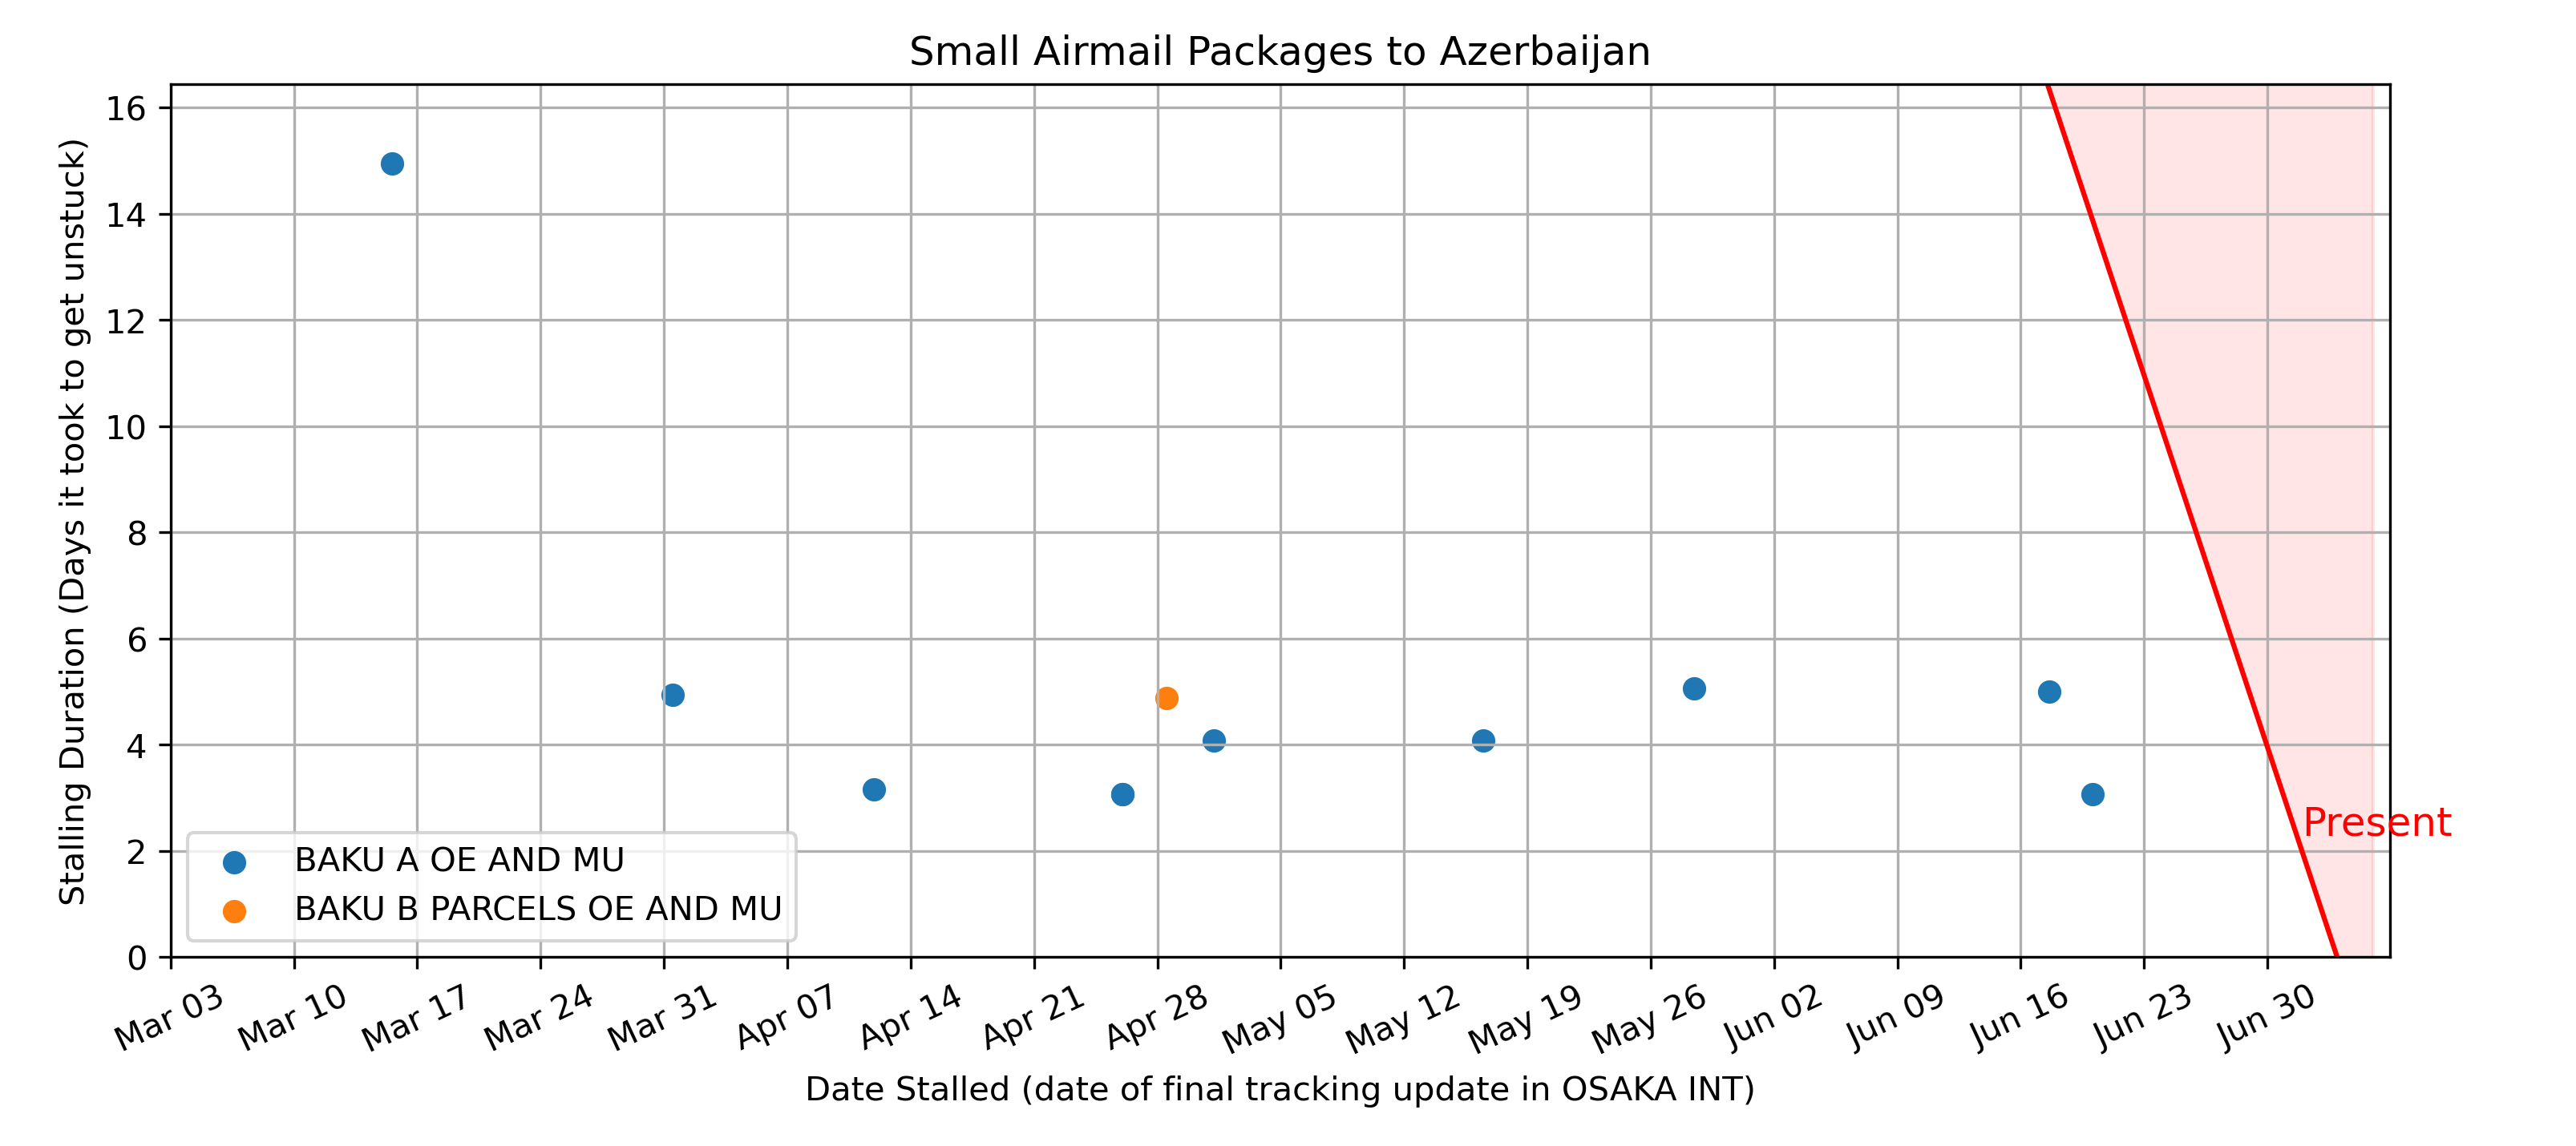 Small Airmail Packages to Azerbaijan
Stalling Duration (Days it took to get unstuck)
16
14
12
10
8
6
4
2
0
Present
BAKU A OE AND MU
BAKU B PARCELS OE AND MU
Mar 03
Mar 10
Mar 17
Mar 24
Mar 31
Apr 07
Apr 14
Apr 21
Apr 28
May 05
May 12
May 19
May 26
Jun 02
Jun 09
Jun 16
Jun 23
Jun 30
Date Stalled (date of final tracking update in OSAKA INT)